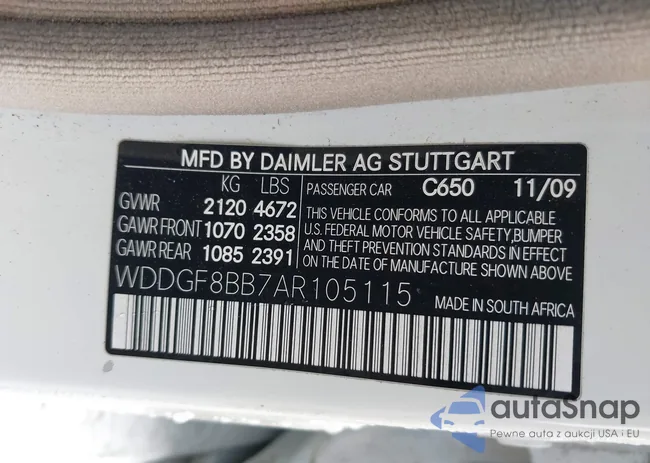 MFD BY DAIMLER AG STUTTGART
KG LBS
GVWR 2120 4672
GAWR FRONT 1070 2358
GAWR REAR 1085 2391
PASSENGER CAR C650 11/09
THIS VEHICLE CONFORMS TO ALL APPLICABLE
U.S. FEDERAL MOTOR VEHICLE SAFETY,BUMPER
AND THEFT PREVENTION STANDARDS IN EFFECT
ON THE DATE OF MANUFACTURE SHOWN ABOVE.
WDDGF8BB7AR105115
MADE IN SOUTH AFRICA
autoSnap
Pewne auta z aukcji USA i EU